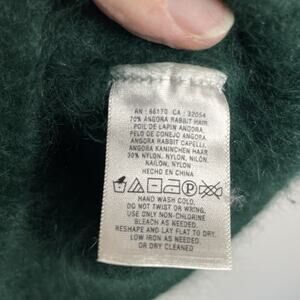 AN : 66170 CA : 32054
70% ANGORA RABBIT HAIR
POIL DE LAPIN ANGORA,
PELO DE CONEJO ANGORA,
ANGORA RABBIT CAPELLI,
ANGORA KANINCHEN HAAR
30% NYLON, NYLON, NILÓN,
NAILON, NYLON
HECHO EN CHINA
HAND WASH COLD.
DO NOT TWIST OR WRING.
USE ONLY NON-CHLORINE
BLEACH AS NEEDED.
RESHAPE AND LAY FLAT TO DRY.
LOW IRON AS NEEDED.
OR DRY CLEANED